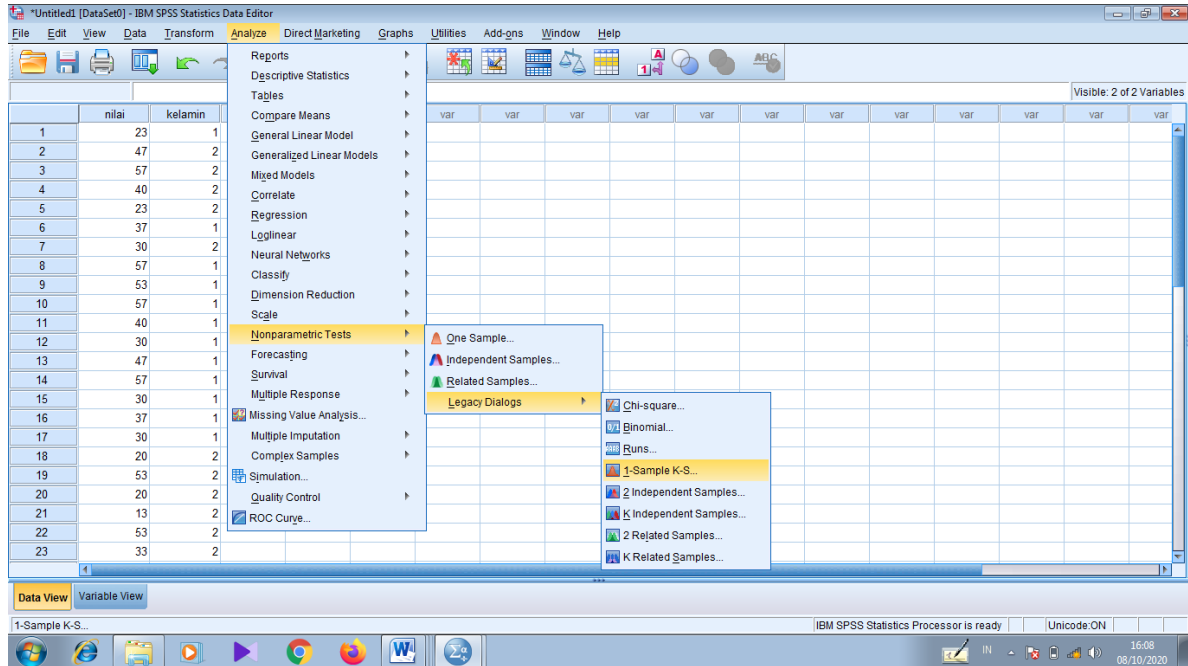 *Untitled1 [DataSet0] - IBM SPSS Statistics Data Editor
File Edit View Data Transform Analyze Direct Marketing Graphs Utilities Add-ons Window Help
Visible: 2 of 2 Variables
nilai kelamin var var var var var var var var var var var var
1 23 1
2 47 2
3 57 2
4 40 2
5 23 2
6 37 1
7 30 2
8 57 1
9 53 1
10 57 1
11 40 1
12 30 1
13 47 1
14 57 1
15 30 1
16 37 1
17 30 1
18 20 2
19 53 2
20 20 2
21 13 2
22 53 2
23 33 2
Reports
Descriptive Statistics
Tables
Compare Means
General Linear Model
Generalized Linear Models
Mixed Models
Correlate
Regression
Loglinear
Neural Networks
Classify
Dimension Reduction
Scale
Nonparametric Tests
Forecasting
Survival
Multiple Response
Missing Value Analysis...
Multiple Imputation
Complex Samples
Simulation...
Quality Control
ROC Curve...
One Sample...
Independent Samples...
Related Samples...
Legacy Dialogs
Chi-square...
Binomial...
Runs...
1-Sample K-S...
2 Independent Samples...
K Independent Samples...
2 Related Samples...
K Related Samples...
Data View Variable View
1-Sample K-S... IBM SPSS Statistics Processor is ready Unicode:ON
IN 16:08
08/10/2020